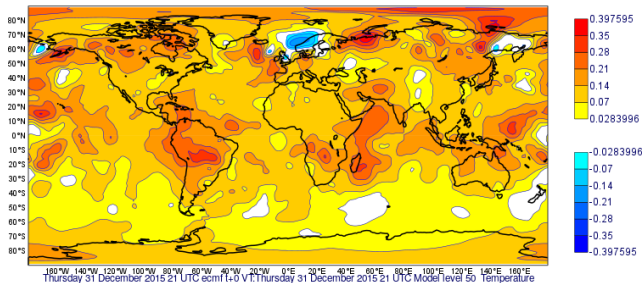 80°N
70°N
60°N
50°N
40°N
30°N
20°N
10°N
0°N
10°S
20°S
30°S
40°S
50°S
60°S
70°S
80°S
160°W 140°W 120°W 100°W 80°W 60°W 40°W 20°W 0°E 20°E 40°E 60°E 80°E 100°E 120°E 140°E 160°E
Thursday 31 December 2015 21 UTC ecmf t+0 VT:Thursday 31 December 2015 21 UTC Model level 50 Temperature
0.397595
0.35
0.28
0.21
0.14
0.07
0.0283996
-0.0283996
-0.07
-0.14
-0.21
-0.28
-0.35
-0.397595